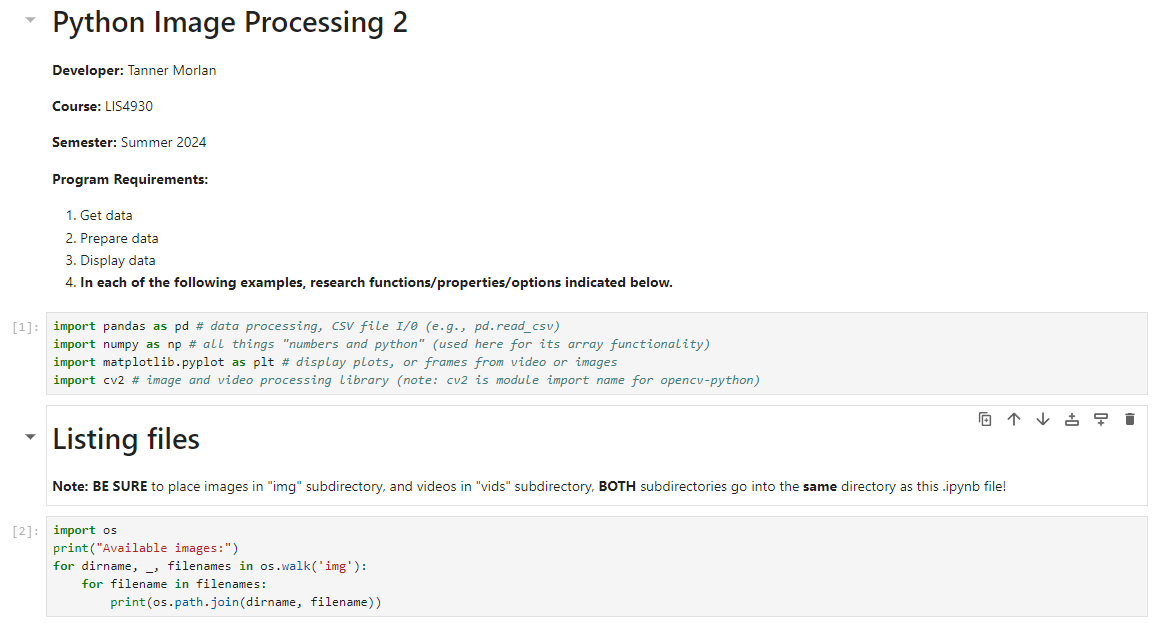 Python Image Processing 2
Developer: Tanner Morlan
Course: LIS4930
Semester: Summer 2024
Program Requirements:
1. Get data
2. Prepare data
3. Display data
4. In each of the following examples, research functions/properties/options indicated below.
[1]:
import pandas as pd # data processing, CSV file I/0 (e.g., pd.read_csv)
import numpy as np # all things "numbers and python" (used here for its array functionality)
import matplotlib.pyplot as plt # display plots, or frames from video or images
import cv2 # image and video processing library (note: cv2 is module import name for opencv-python)
Listing files
Note: BE SURE to place images in "img" subdirectory, and videos in "vids" subdirectory, BOTH subdirectories go into the same directory as this .ipynb file!
[2]:
import os
print("Available images:")
for dirname, _, filenames in os.walk('img'):
    for filename in filenames:
        print(os.path.join(dirname, filename))